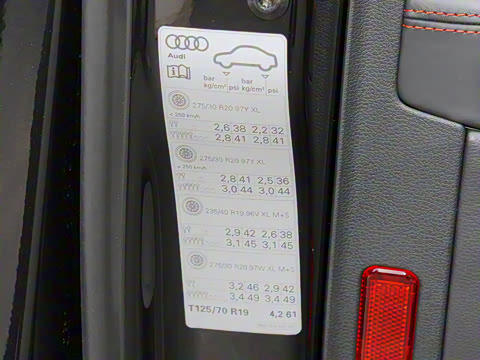 Audi
bar bar
kg/cm² psi kg/cm² psi
275/30 R20 97Y XL
< 250 km/h
2,6 38 2,2 32
2,8 41 2,8 41
275/30 R20 97Y XL
> 250 km/h
2,8 41 2,5 36
3,0 44 3,0 44
235/40 R19 96V XL M+S
2,9 42 2,6 38
3,1 45 3,1 45
275/30 R20 97W XL M+S
3,2 46 2,9 42
3,4 49 3,4 49
T125/70 R19 4,2 61